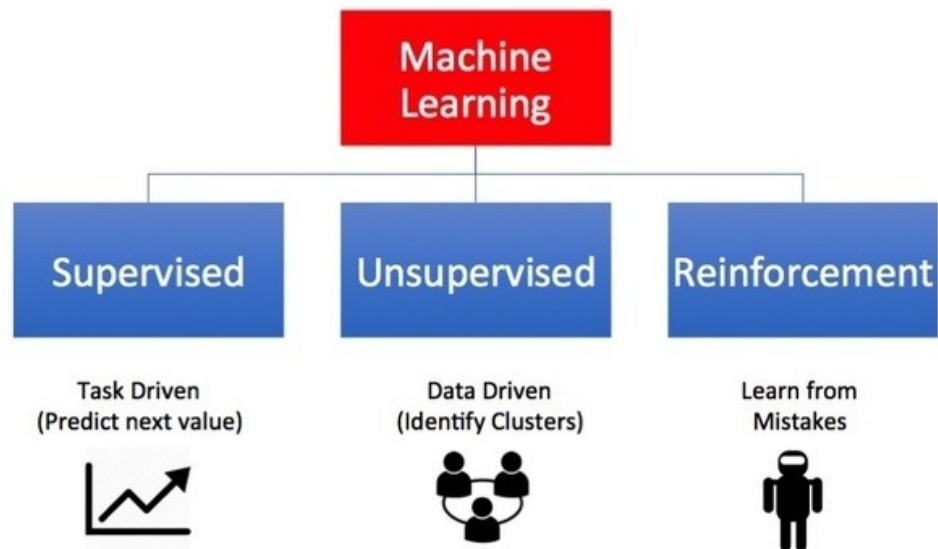 Machine
Learning
Supervised
Unsupervised
Reinforcement
Task Driven
(Predict next value)
Data Driven
(Identify Clusters)
Learn from
Mistakes